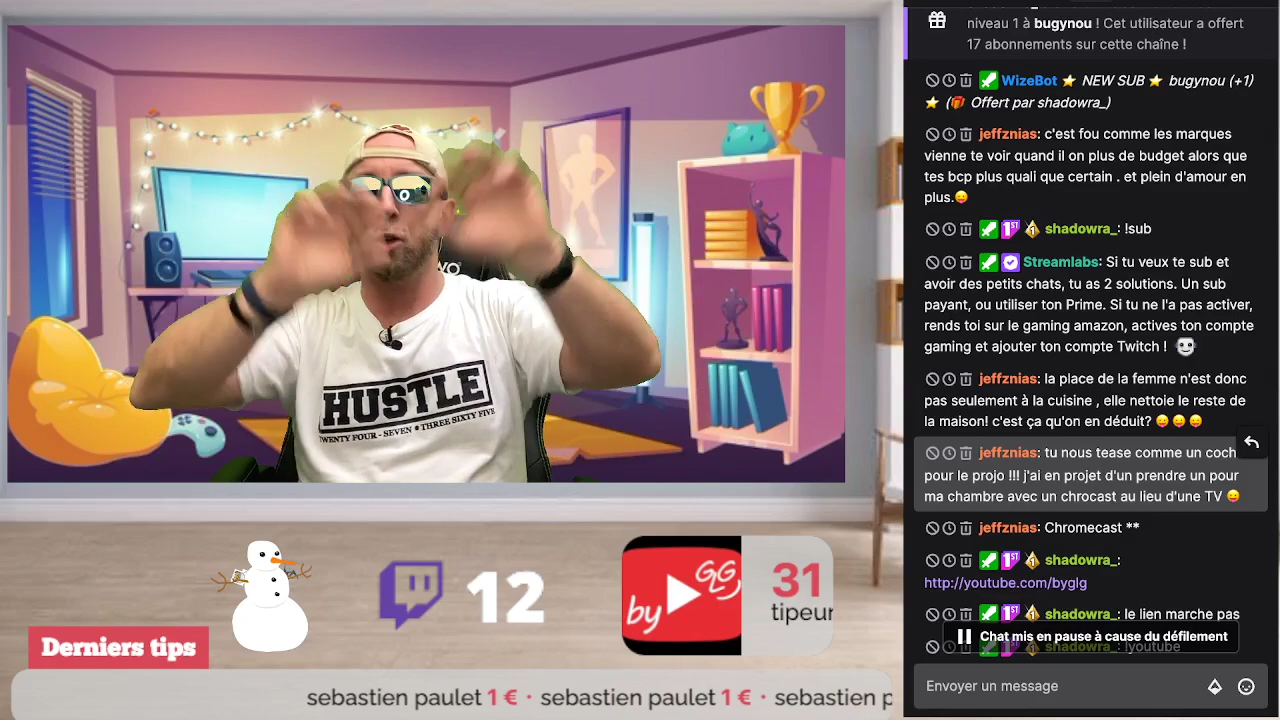 niveau 1 à bugynou ! Cet utilisateur a offert
17 abonnements sur cette chaîne !
WizeBot ⭐ NEW SUB ⭐ bugynou (+1)
⭐ (🎁 Offert par shadowra_)
jeffznias: c'est fou comme les marques
vienne te voir quand il on plus de budget alors que
tes bcp plus quali que certain . et plein d'amour en
plus.😛
shadowra_: !sub
Streamlabs: Si tu veux te sub et
avoir des petits chats, tu as 2 solutions. Un sub
payant, ou utiliser ton Prime. Si tu ne l'a pas activer,
rends toi sur le gaming amazon, actives ton compte
gaming et ajouter ton compte Twitch !
jeffznias: la place de la femme n'est donc
pas seulement à la cuisine , elle nettoie le reste de
la maison! c'est ça qu'on en déduit? 😛 😛 😛
jeffznias: tu nous tease comme un coch
pour le projo !!! j'ai en projet d'un prendre un pour
ma chambre avec un chrocast au lieu d'une TV 😛
jeffznias: Chromecast **
shadowra_:
http://youtube.com/byglg
shadowra_: le lien marche pas
Chat mis en pause à cause du défilement
shadowra_: !youtube
Envoyer un message
HUSTLE
TWENTY FOUR - SEVEN * THREE SIXTY FIVE
12
by GLG
31
tipeur
Derniers tips
sebastien paulet 1 € · sebastien paulet 1 € · sebastien p